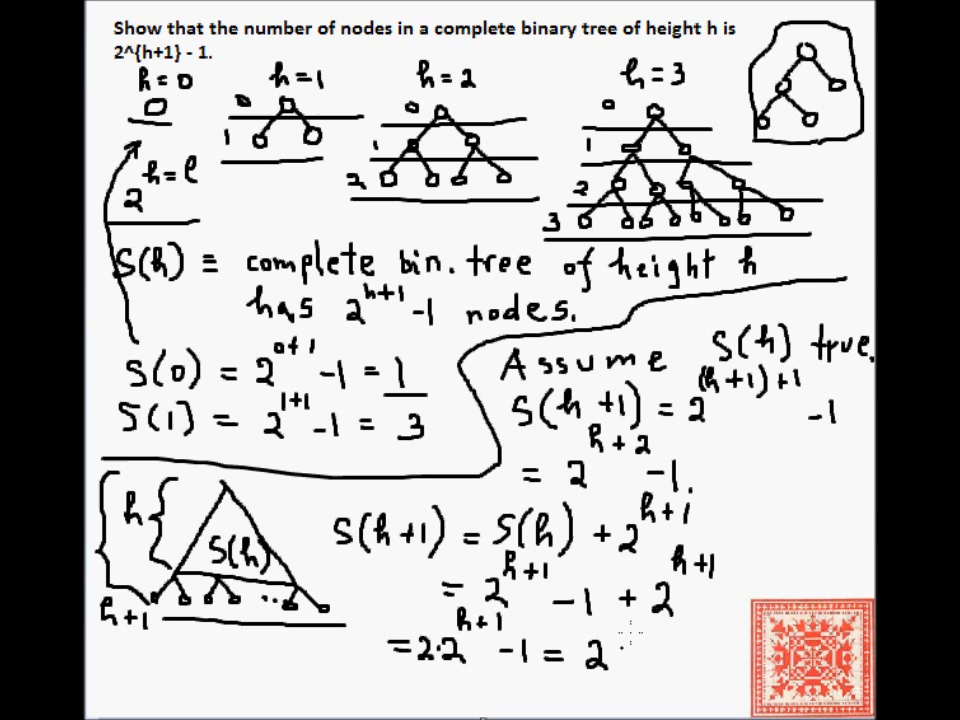 Show that the number of nodes in a complete binary tree of height h is
2^{h+1} - 1.
h = 0
h = 1
h = 2
h = 3
0
0
0
1
1
1
2
2
3
2^{h = l}
S(h) ≡ complete bin. tree of height h
has 2^{h+1} - 1 nodes.
S(0) = 2^{0+1} - 1 = 1
S(1) = 2^{1+1} - 1 = 3
Assume S(h) true.
S(h+1) = 2^{(h+1)+1} - 1
= 2^{h+2} - 1.
h
S(h)
h+1
...
S(h+1) = S(h) + 2^{h+1}
= 2^{h+1} - 1 + 2^{h+1}
= 2·2^{h+1} - 1 = 2